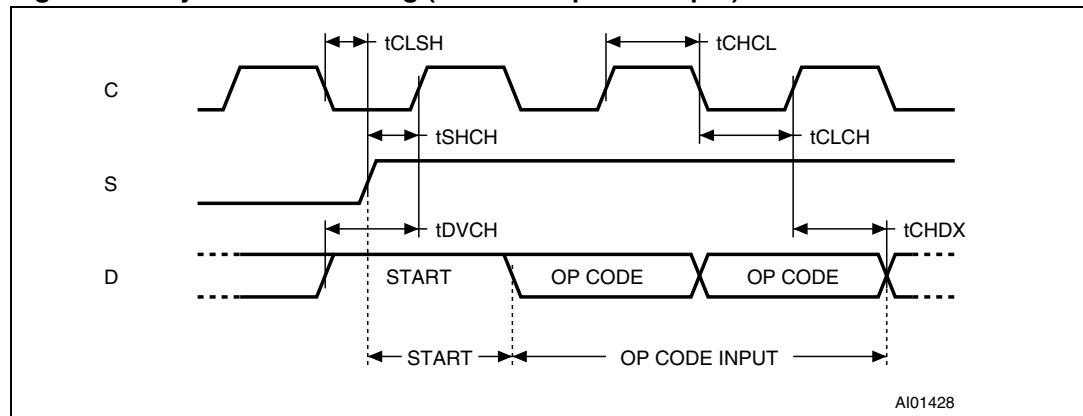 tCLSH
tCHCL
C
tSHCH
tCLCH
S
tDVCH
tCHDX
D
START
OP CODE
OP CODE
START
OP CODE INPUT
AI01428